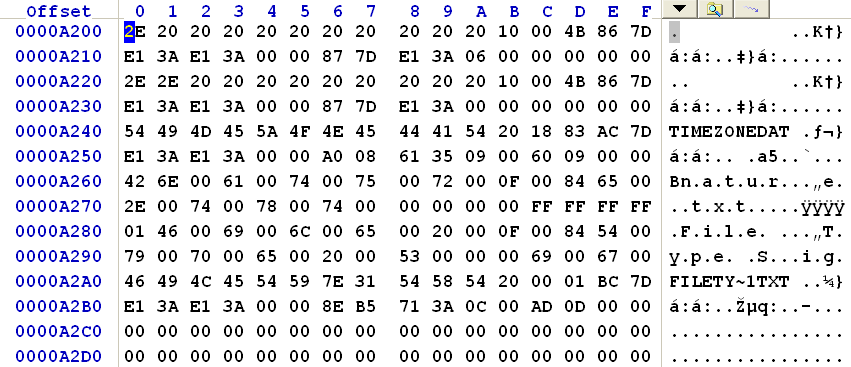 Offset 0 1 2 3 4 5 6 7 8 9 A B C D E F
0000A200 2E 20 20 20 20 20 20 20 20 20 20 10 00 4B 86 7D . ..K†}
0000A210 E1 3A E1 3A 00 00 87 7D E1 3A 06 00 00 00 00 00 á:á:..‡}á:......
0000A220 2E 2E 20 20 20 20 20 20 20 20 20 10 00 4B 86 7D .. ..K†}
0000A230 E1 3A E1 3A 00 00 87 7D E1 3A 00 00 00 00 00 00 á:á:..‡}á:......
0000A240 54 49 4D 45 5A 4F 4E 45 44 41 54 20 18 83 AC 7D TIMEZONEDAT .ƒ¬}
0000A250 E1 3A E1 3A 00 00 A0 08 61 35 09 00 60 09 00 00 á:á:.. .a5..`...
0000A260 42 6E 00 61 00 74 00 75 00 72 00 0F 00 84 65 00 Bn.a.t.u.r...„e.
0000A270 2E 00 74 00 78 00 74 00 00 00 00 00 FF FF FF FF ..t.x.t.....ÿÿÿÿ
0000A280 01 46 00 69 00 6C 00 65 00 20 00 0F 00 84 54 00 .F.i.l.e. ...„T.
0000A290 79 00 70 00 65 00 20 00 53 00 00 00 69 00 67 00 y.p.e. .S...i.g.
0000A2A0 46 49 4C 45 54 59 7E 31 54 58 54 20 00 01 BC 7D FILETY~1TXT ..¼}
0000A2B0 E1 3A E1 3A 00 00 8E B5 71 3A 0C 00 AD 0D 00 00 á:á:..Žµq:..-...
0000A2C0 00 00 00 00 00 00 00 00 00 00 00 00 00 00 00 00 ................
0000A2D0 00 00 00 00 00 00 00 00 00 00 00 00 00 00 00 00 ................